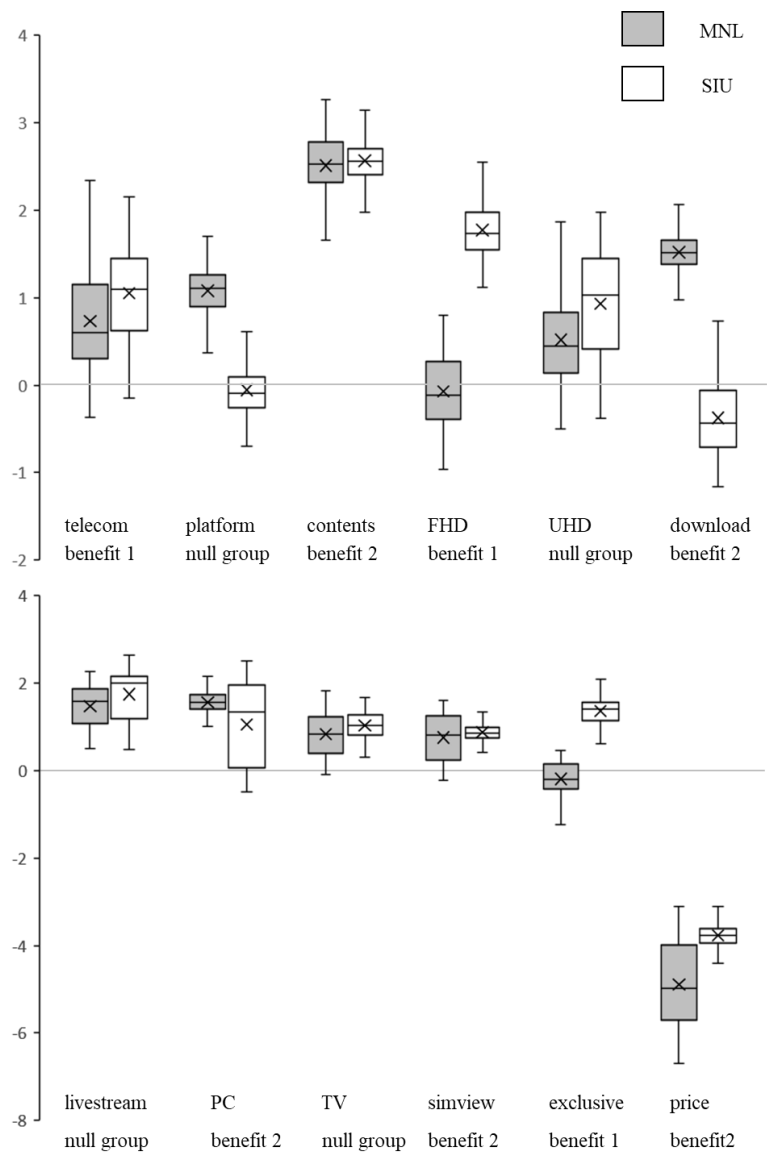 4
MNL
SIU
3
2
1
0
-1
telecom platform contents FHD UHD download
benefit 1 null group benefit 2 benefit 1 null group benefit 2
-2
4
2
0
-2
-4
-6
livestream PC TV simview exclusive price
-8
null group benefit 2 null group benefit 2 benefit 1 benefit2